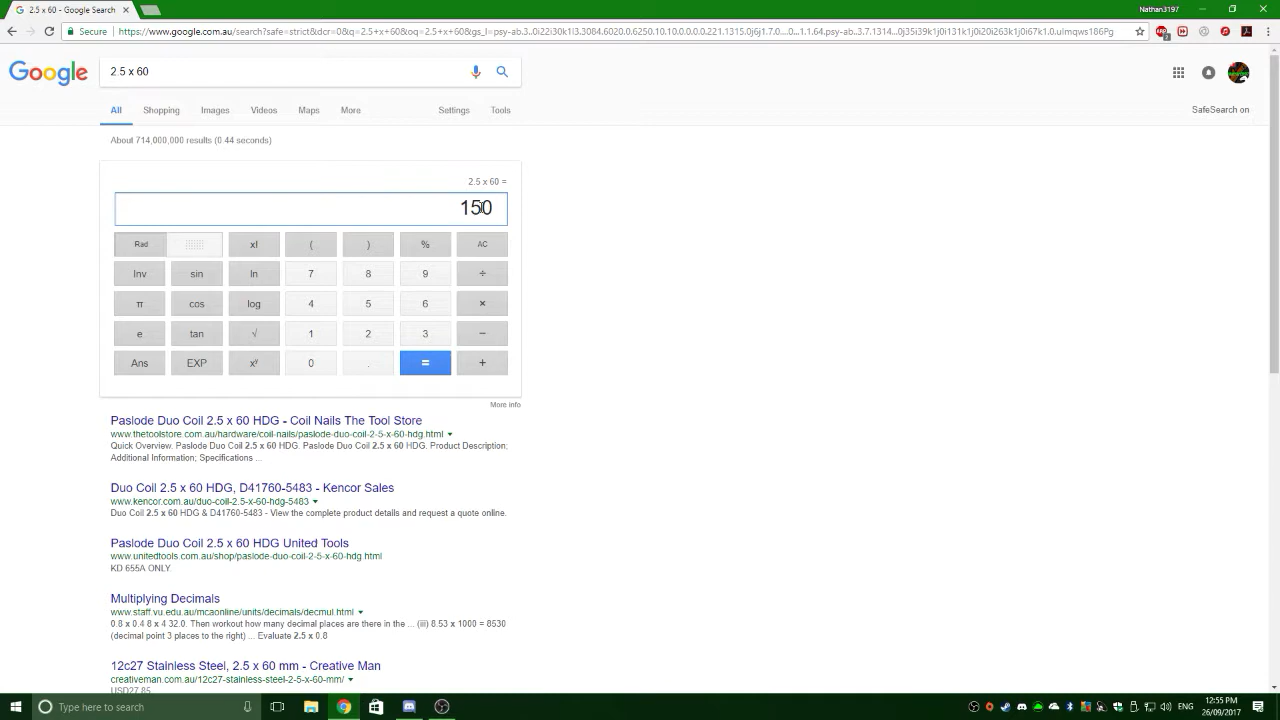 2.5 x 60 - Google Search
Nathan3197
Secure
Google
2.5 x 60
All Shopping Images Videos Maps More Settings Tools
SafeSearch on
About 714,000,000 results (0.44 seconds)
2.5 x 60 =
150
Rad x! ( ) % AC
Inv sin ln 7 8 9 ÷
π cos log 4 5 6 ×
e tan √ 1 2 3 −
Ans EXP xʸ 0 . = +
More info
Paslode Duo Coil 2.5 x 60 HDG - Coil Nails The Tool Store
www.thetoolstore.com.au/hardware/coil-nails/paslode-duo-coil-2-5-x-60-hdg.html
Quick Overview. Paslode Duo Coil 2.5 x 60 HDG. Paslode Duo Coil 2.5 x 60 HDG. Product Description;
Additional Information; Specifications ...
Duo Coil 2.5 x 60 HDG, D41760-5483 - Kencor Sales
www.kencor.com.au/duo-coil-2.5-x-60-hdg-5483
Duo Coil 2.5 x 60 HDG & D41760-5483 - View the complete product details and request a quote online.
Paslode Duo Coil 2.5 x 60 HDG United Tools
www.unitedtools.com.au/shop/paslode-duo-coil-2-5-x-60-hdg html
KD 655A ONLY.
Multiplying Decimals
www.staff.vu.edu.au/mcaonline/units/decimals/decmul.html
0.8 x 0.4 8 x 4 32.0. Then workout how many decimal places are there in the ... (iii) 8.53 x 1000 = 8530
(decimal point 3 places to the right) ... Evaluate 2.5 x 0.8
12c27 Stainless Steel, 2.5 x 60 mm - Creative Man
creativeman.com.au/12c27-stainless-steel-2-5-x-60-mm/
USD27.85
Type here to search
ENG
12:55 PM
26/09/2017